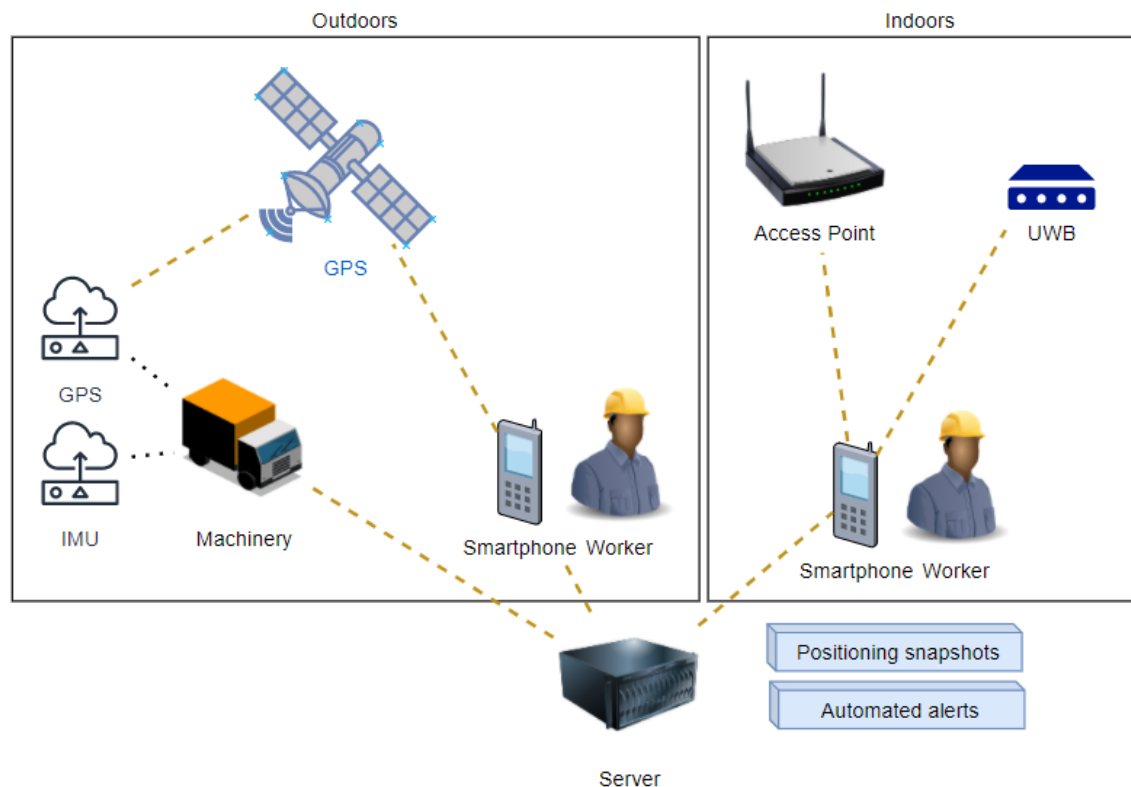 Outdoors
Indoors
GPS
Access Point
UWB
GPS
IMU
Machinery
Smartphone Worker
Smartphone Worker
Positioning snapshots
Automated alerts
Server